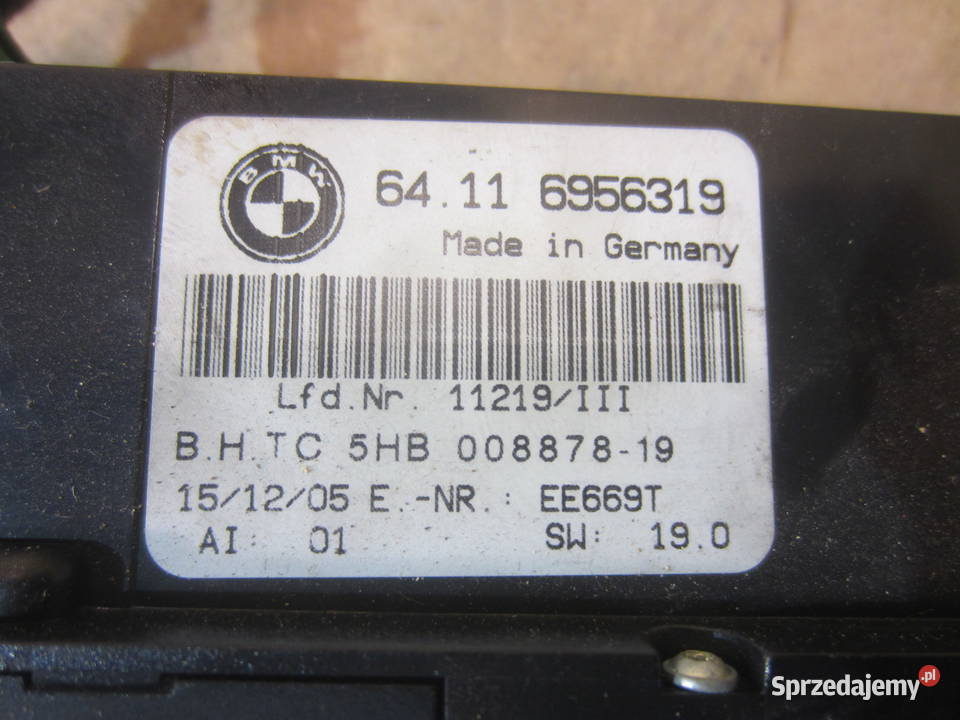 BMW
64.11 6956319
Made in Germany
Lfd.Nr. 11219/III
B.H.TC 5HB 008878-19
15/12/05 E.-NR.: EE669T
AI: 01 SW: 19.0
Sprzedajemy.pl